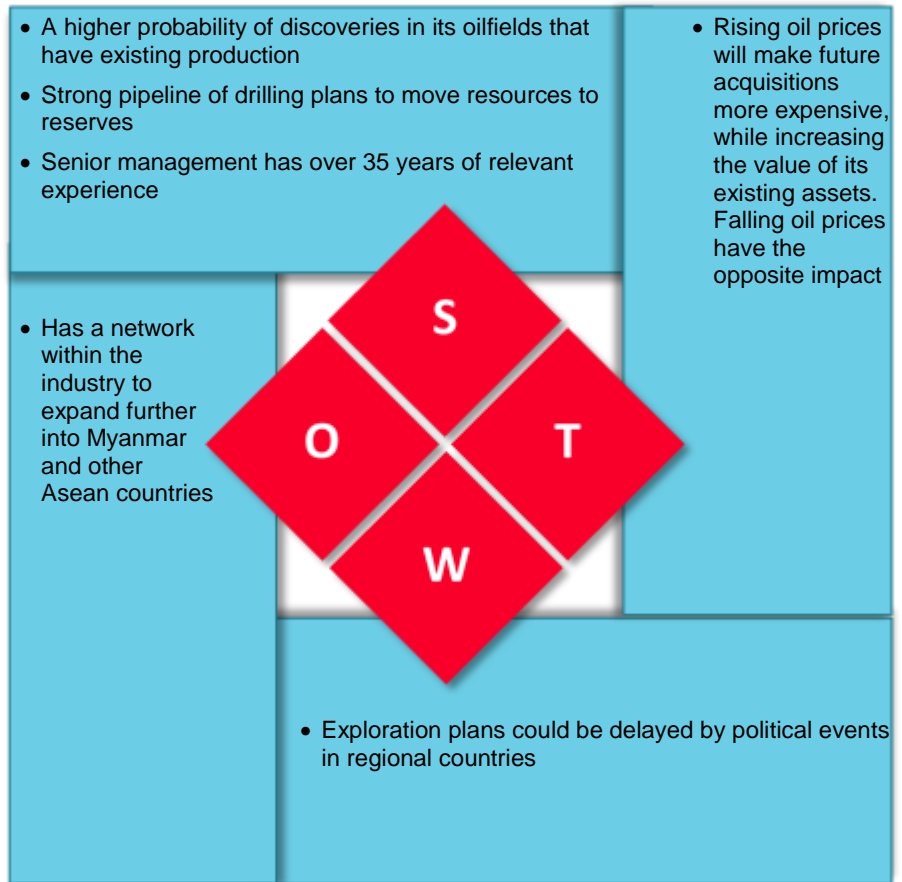 • A higher probability of discoveries in its oilfields that
have existing production
• Strong pipeline of drilling plans to move resources to
reserves
• Senior management has over 35 years of relevant
experience
• Rising oil prices
will make future
acquisitions
more expensive,
while increasing
the value of its
existing assets.
Falling oil prices
have the
opposite impact
• Has a network
within the
industry to
expand further
into Myanmar
and other
Asean countries
S
O
T
W
• Exploration plans could be delayed by political events
in regional countries